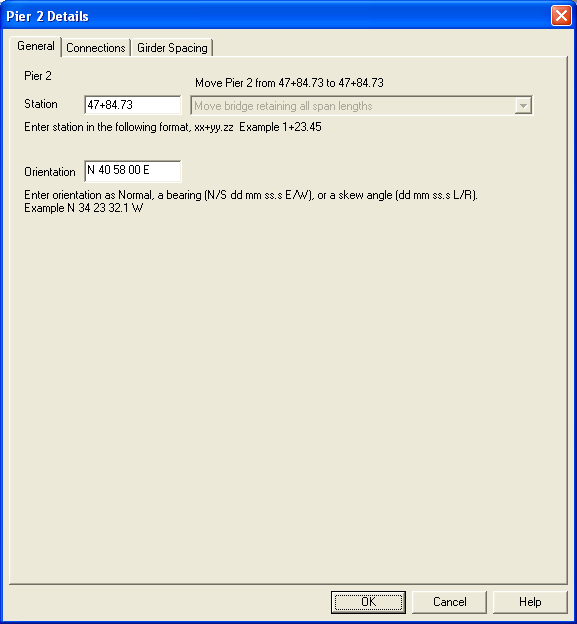 Pier 2 Details
General
Connections
Girder Spacing
Pier 2
Move Pier 2 from 47+84.73 to 47+84.73
Station
47+84.73
Move bridge retaining all span lengths
Enter station in the following format, xx+yy.zz  Example 1+23.45
Orientation
N 40 58 00 E
Enter orientation as Normal, a bearing (N/S dd mm ss.s E/W), or a skew angle (dd mm ss.s L/R).
Example N 34 23 32.1 W
OK
Cancel
Help